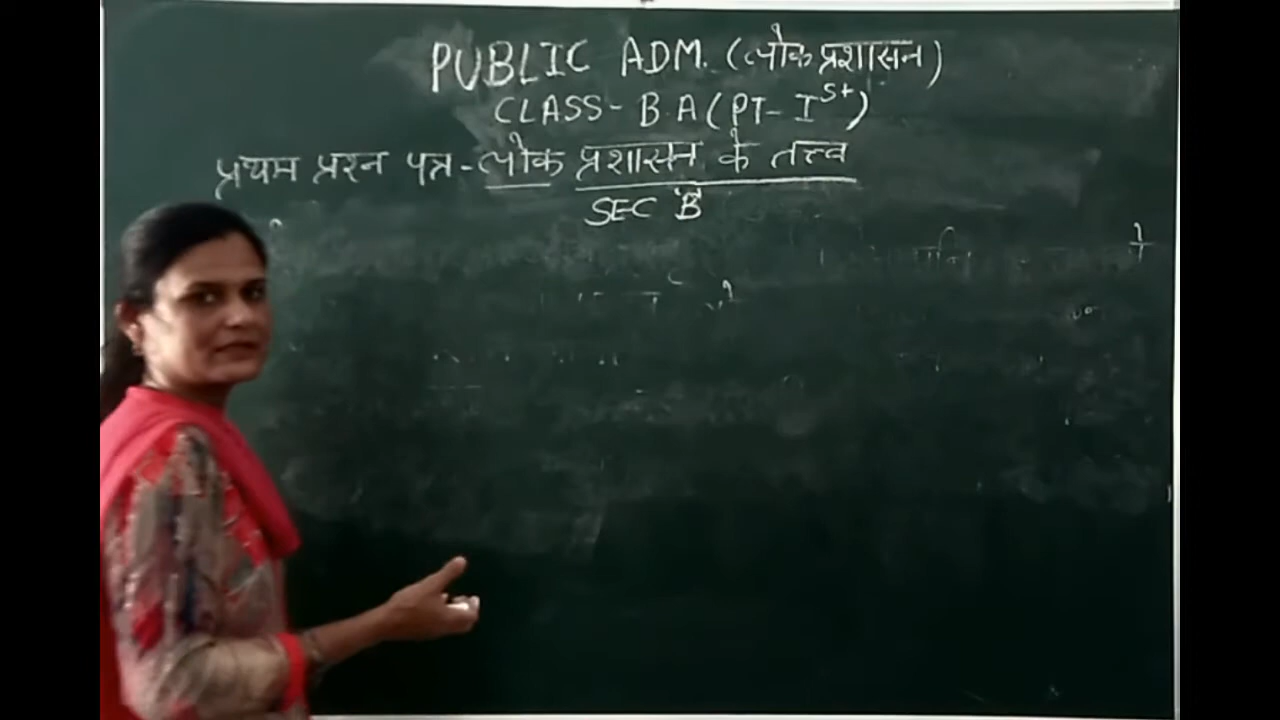 PUBLIC ADM. (लोक प्रशासन)
CLASS- B.A (PT- I st)
प्रथम प्रश्न पत्र - लोक प्रशासन के तत्त्व
SEC 'B'